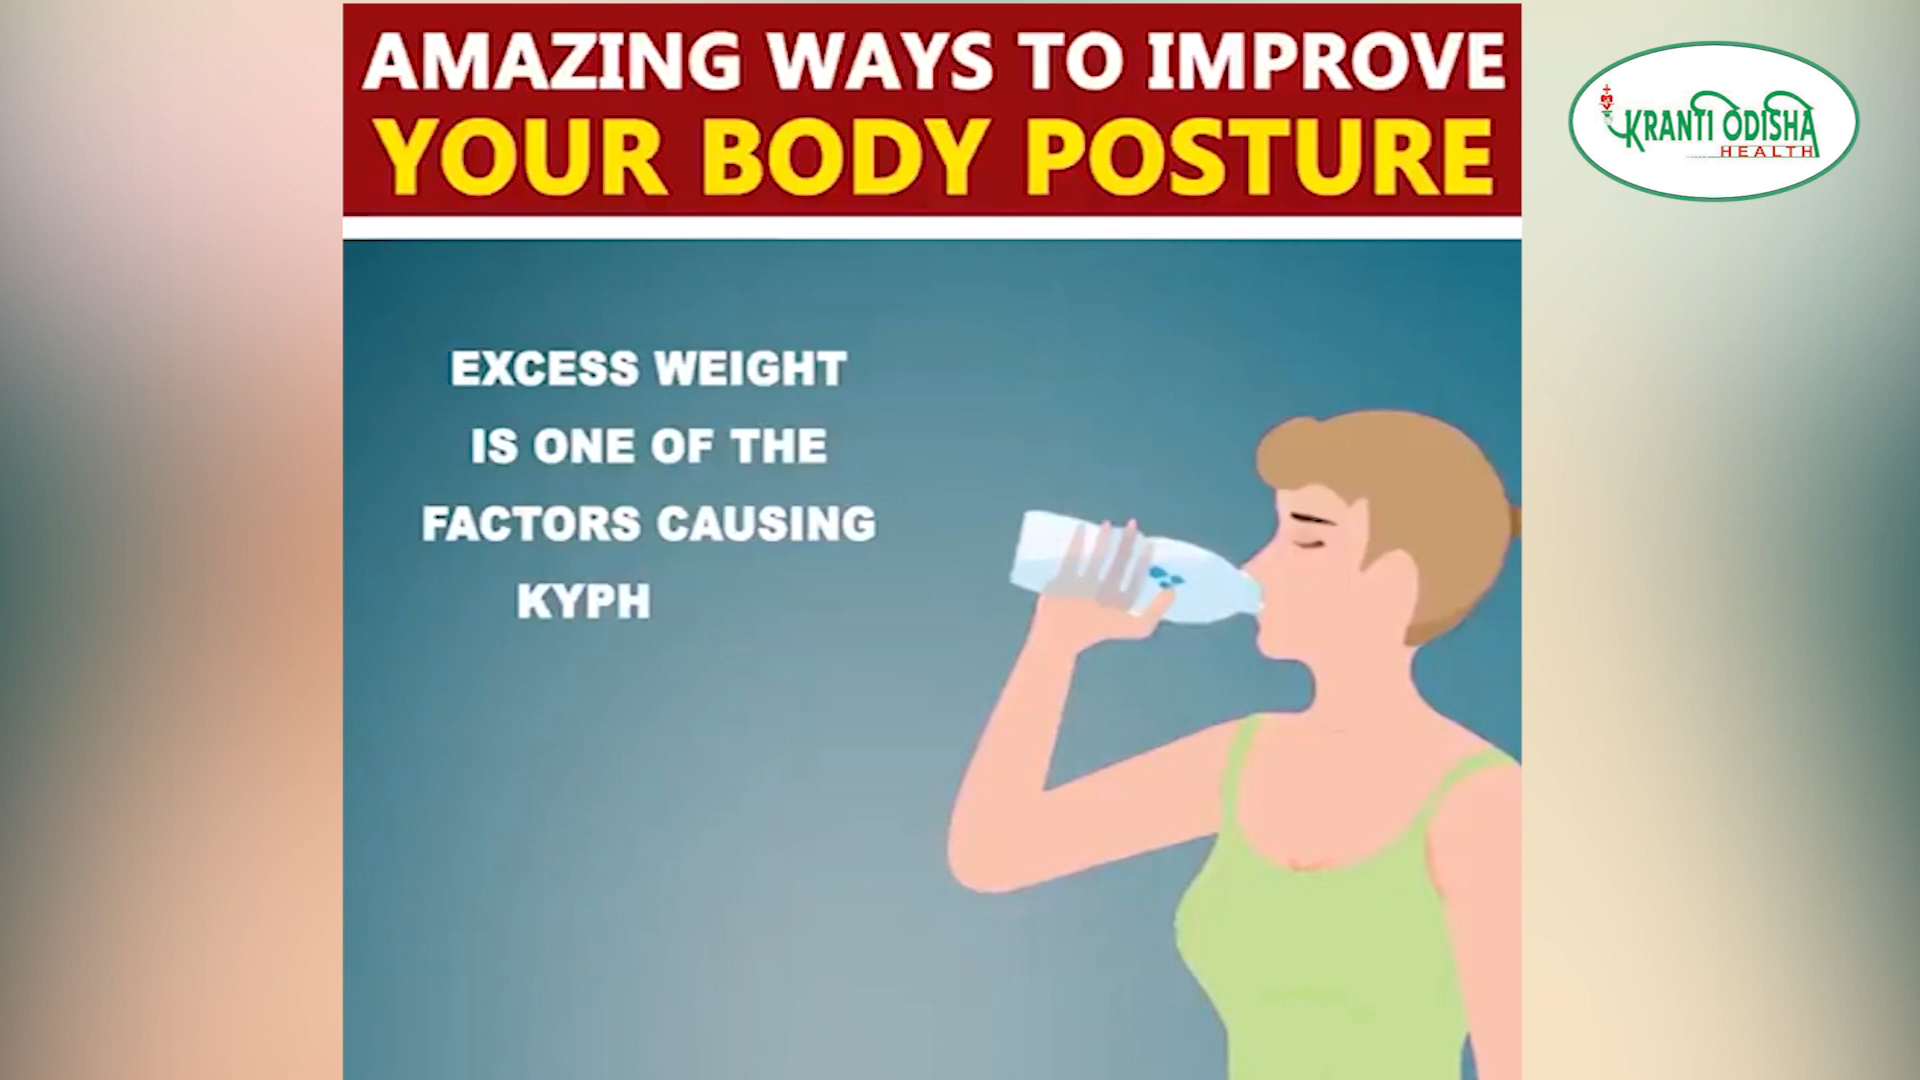 AMAZING WAYS TO IMPROVE
YOUR BODY POSTURE
KRANTI ODISHA
HEALTH
EXCESS WEIGHT
IS ONE OF THE
FACTORS CAUSING
KYPH